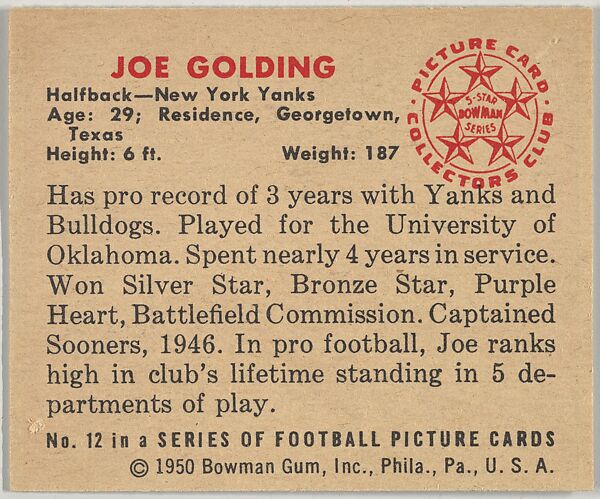 JOE GOLDING
Halfback—New York Yanks
Age: 29; Residence, Georgetown,
Texas
Height: 6 ft. Weight: 187
PICTURE CARD
5-STAR
BOWMAN
SERIES
COLLECTORS CLUB
Has pro record of 3 years with Yanks and
Bulldogs. Played for the University of
Oklahoma. Spent nearly 4 years in service.
Won Silver Star, Bronze Star, Purple
Heart, Battlefield Commission. Captained
Sooners, 1946. In pro football, Joe ranks
high in club's lifetime standing in 5 de-
partments of play.
No. 12 in a SERIES OF FOOTBALL PICTURE CARDS
© 1950 Bowman Gum, Inc., Phila., Pa., U. S. A.